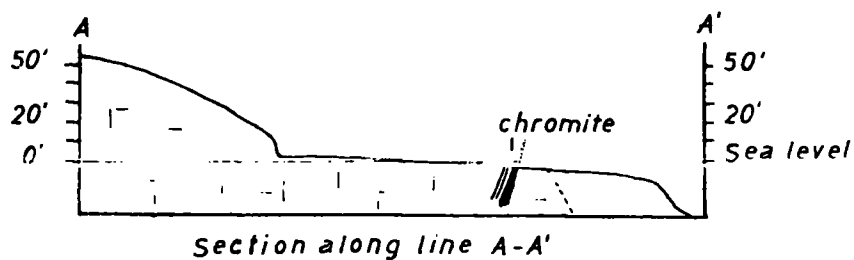 A A'
50' 50'
20' 20'
chromite
0' Sea level
Section along line A-A'